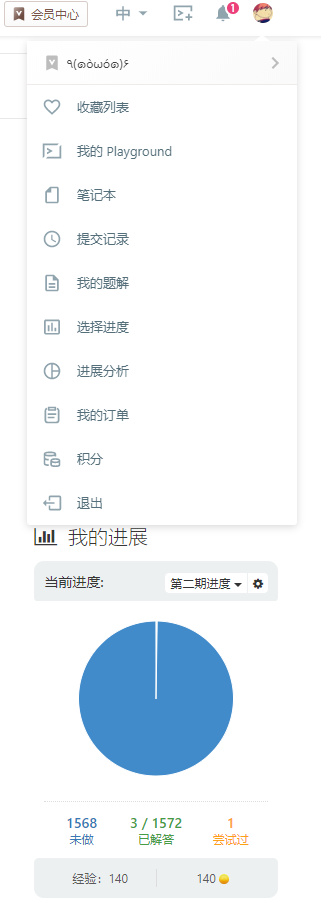 会员中心 中 1
٩(๑òωó๑)۶
收藏列表
我的 Playground
笔记本
提交记录
我的题解
选择进度
进展分析
我的订单
积分
退出
我的进展
当前进度: 第二期进度
1568 3 / 1572 1
未做 已解答 尝试过
经验: 140 140